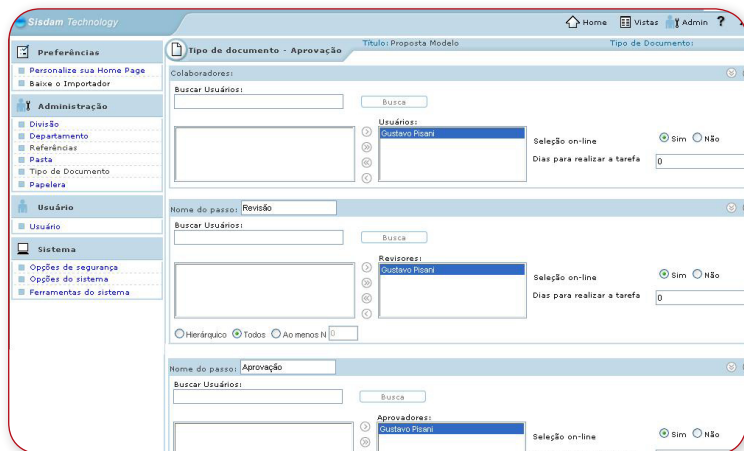 Sisdam Technology
Home Vistas Admin ?
Preferências
Personalize sua Home Page
Baixe o Importador
Administração
Divisão
Departamento
Referências
Pasta
Tipo de Documento
Papelera
Usuário
Usuário
Sistema
Opções de segurança
Opções do sistema
Ferramentas do sistema
Tipo de documento - Aprovação
Título: Proposta Modelo
Tipo de Documento:
Colaboradores:
Buscar Usuários:
Busca
Usuários:
Gustavo Pisani
Seleção on-line
Sim Não
Dias para realizar a tarefa
0
Nome do passo: Revisão
Buscar Usuários:
Busca
Revisores:
Gustavo Pisani
Seleção on-line
Sim Não
Dias para realizar a tarefa
0
Hierárquico Todos Ao menos N 0
Nome do passo: Aprovação
Buscar Usuários:
Busca
Aprovadores:
Gustavo Pisani
Seleção on-line
Sim Não